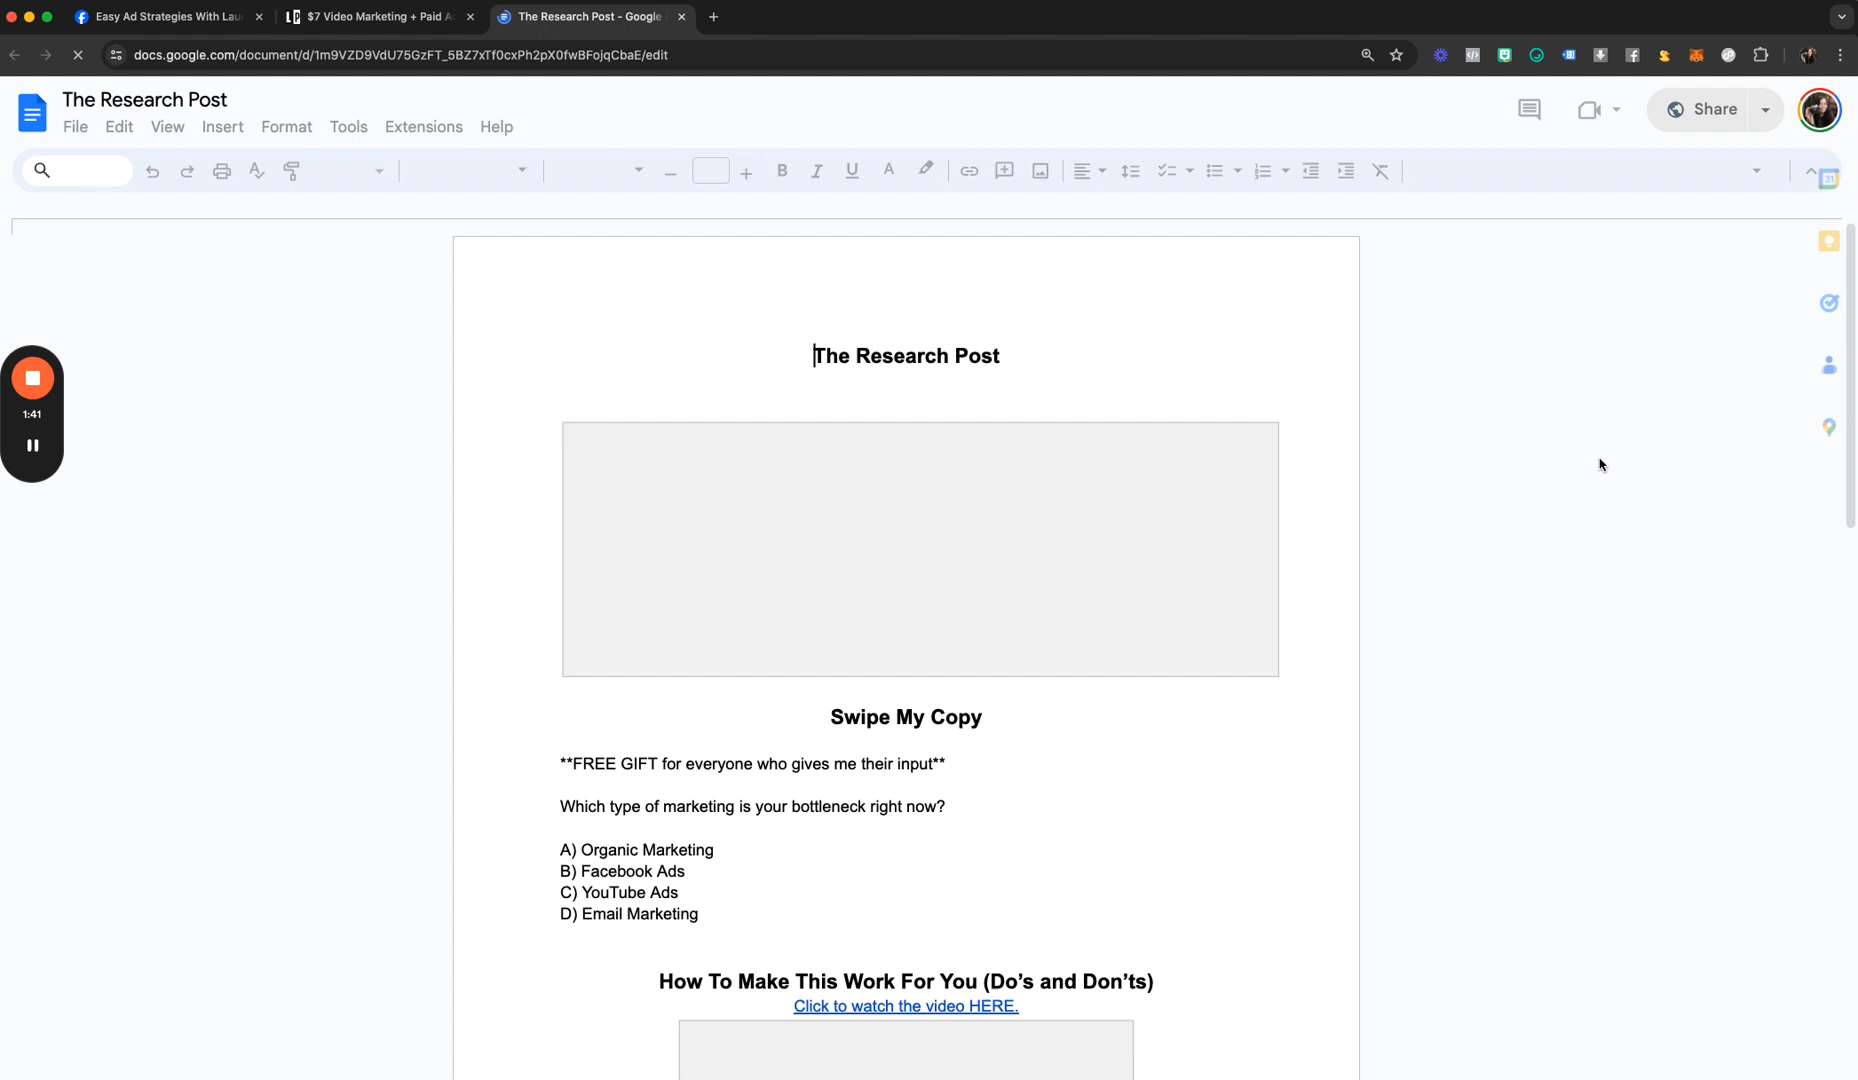 Easy Ad Strategies With Lau
$7 Video Marketing + Paid A
The Research Post - Google
docs.google.com/document/d/1m9VZD9VdU75GzFT_5BZ7xTf0cxPh2pX0fwBFojqCbaE/edit
The Research Post
File Edit View Insert Format Tools Extensions Help
Share
31
The Research Post
1:41
Swipe My Copy
**FREE GIFT for everyone who gives me their input**
Which type of marketing is your bottleneck right now?
A) Organic Marketing
B) Facebook Ads
C) YouTube Ads
D) Email Marketing
How To Make This Work For You (Do’s and Don’ts)
Click to watch the video HERE.